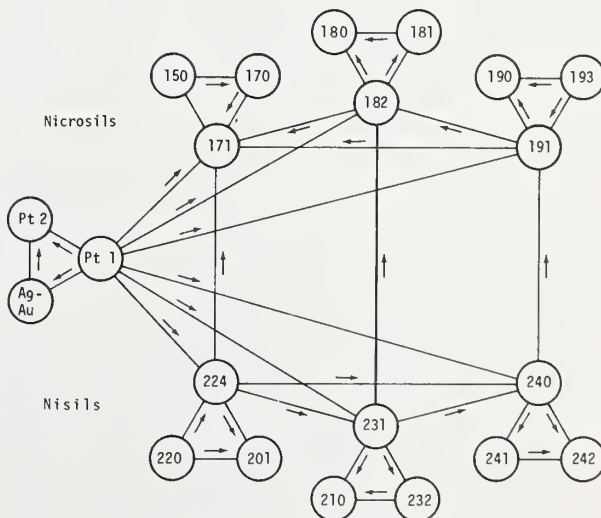 180 181
150 170 190 193
182
Nicrosils
171 191
Pt 2
Pt 1
Ag-
Au
224 240
Nisils
231
220 201 241 242
210 232